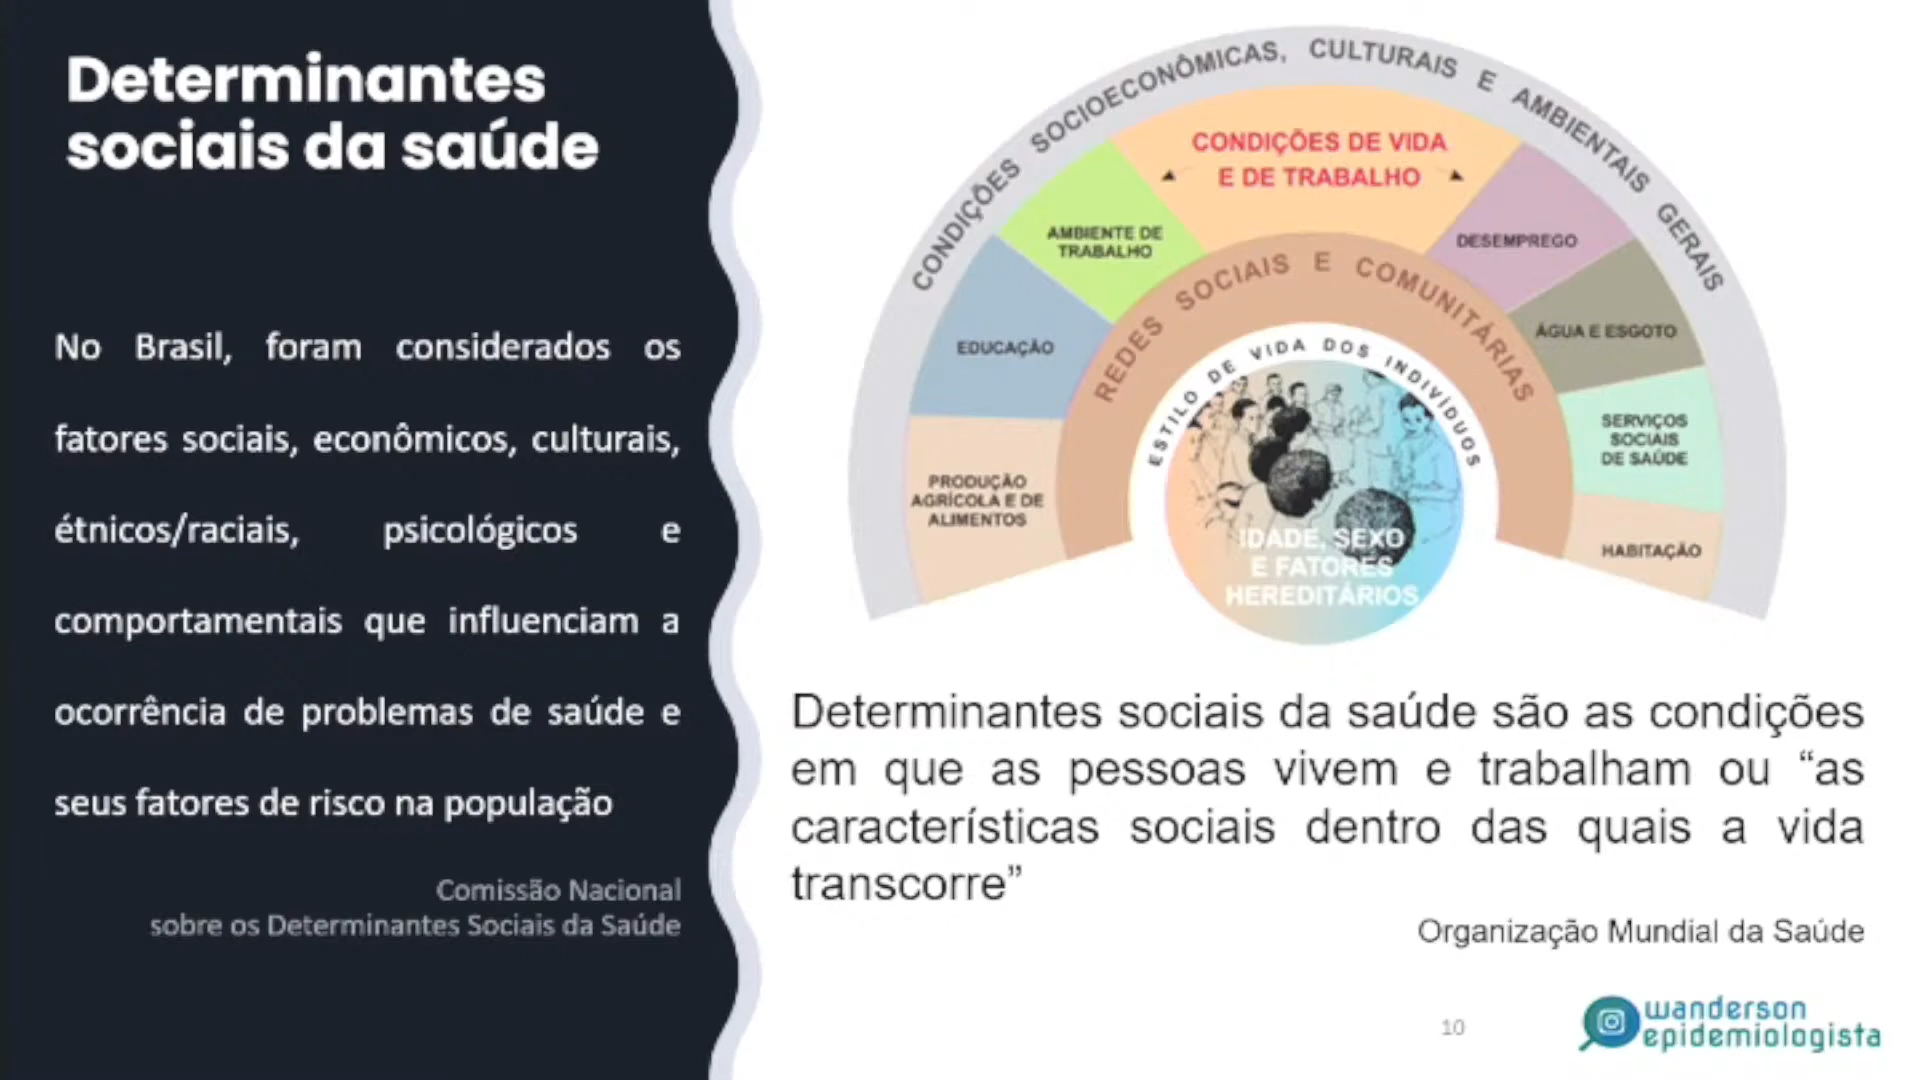 Determinantes
sociais da saúde
No Brasil, foram considerados os
fatores sociais, econômicos, culturais,
étnicos/raciais, psicológicos e
comportamentais que influenciam a
ocorrência de problemas de saúde e
seus fatores de risco na população
Comissão Nacional
sobre os Determinantes Sociais da Saúde
CONDIÇÕES SOCIOECONÔMICAS, CULTURAIS E AMBIENTAIS GERAIS
CONDIÇÕES DE VIDA
E DE TRABALHO
AMBIENTE DE
TRABALHO
DESEMPREGO
EDUCAÇÃO
ÁGUA E ESGOTO
PRODUÇÃO
AGRÍCOLA E DE
ALIMENTOS
SERVIÇOS
SOCIAIS
DE SAÚDE
HABITAÇÃO
REDES SOCIAIS E COMUNITÁRIAS
ESTILO DE VIDA DOS INDIVÍDUOS
IDADE, SEXO
E FATORES
HEREDITÁRIOS
Determinantes sociais da saúde são as condições
em que as pessoas vivem e trabalham ou “as
características sociais dentro das quais a vida
transcorre”
Organização Mundial da Saúde
10
wanderson
epidemiologista